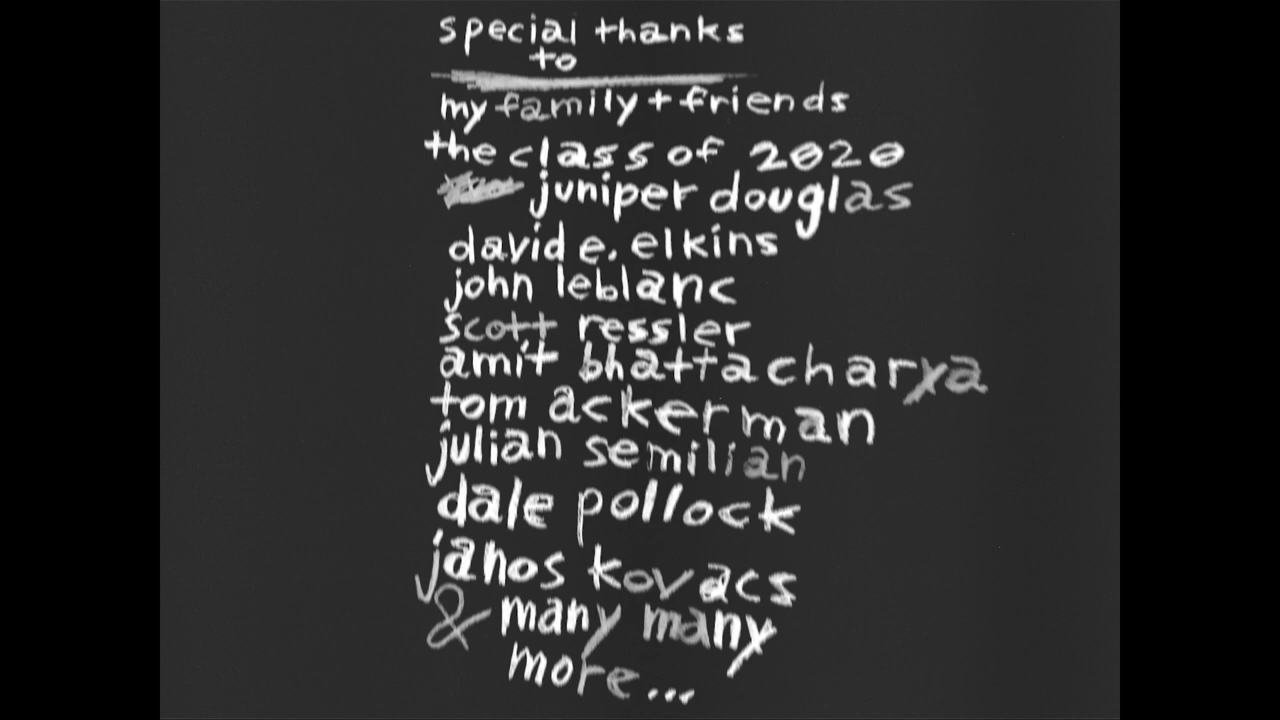 special thanks
to
my family + friends
the class of 2020
juniper douglas
david e. elkins
john leblanc
scott ressler
amit bhattacharya
tom ackerman
julian semilian
dale pollock
janos kovacs
& many many
more...